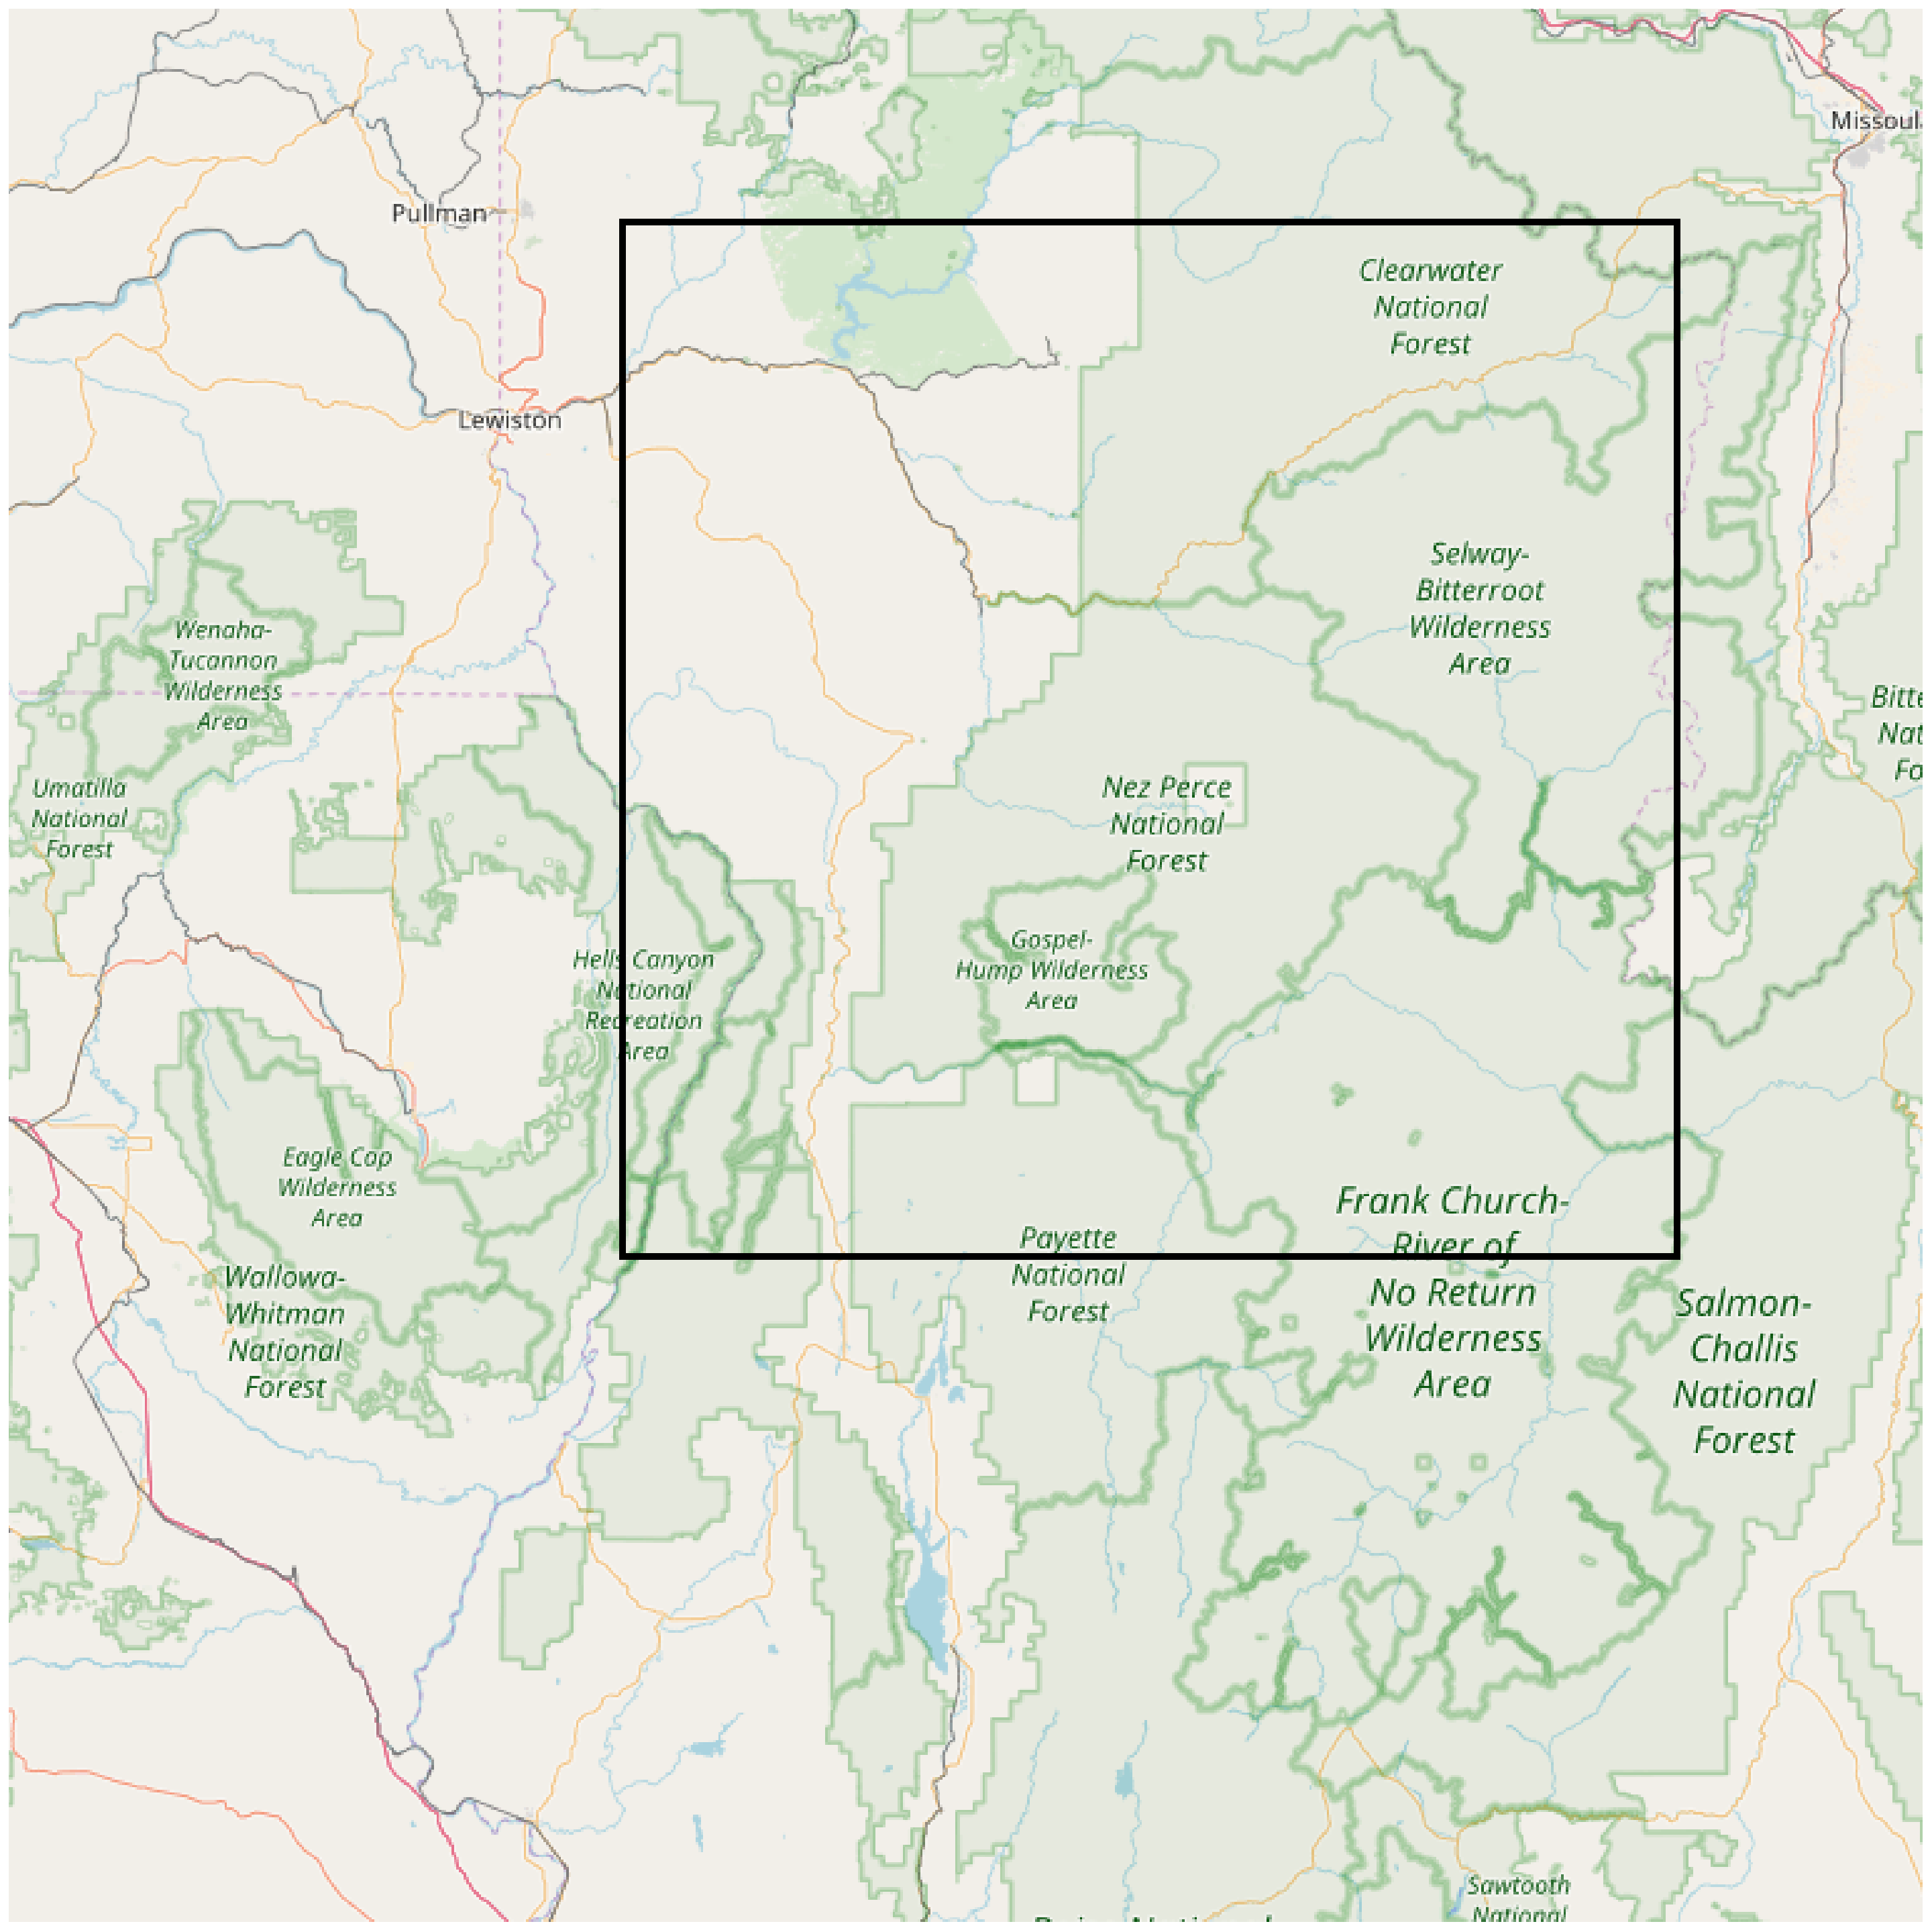 Missoul
Pullman
Clearwater
National
Forest
Lewiston
Selway-
Bitterroot
Wilderness
Area
Wenaha-
Tucannon
Wilderness
Area
Bitte
Nat
Fo
Umatilla
National
Forest
Nez Perce
National
Forest
Gospel-
Hump Wilderness
Area
Hells Canyon
National
Recreation
Area
Eagle Cap
Wilderness
Area
Frank Church-
River of
No Return
Wilderness
Area
Payette
National
Forest
Wallowa-
Whitman
National
Forest
Salmon-
Challis
National
Forest
Sawtooth
National